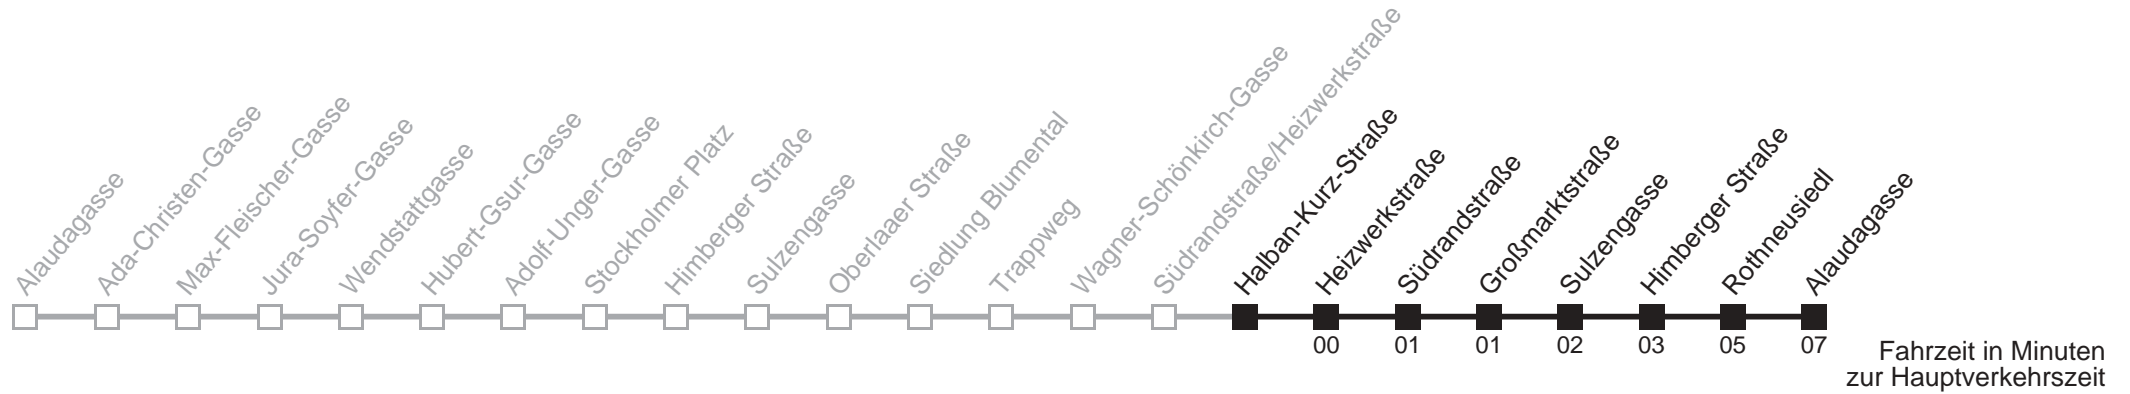 Alaudagasse
Ada-Christen-Gasse
Max-Fleischer-Gasse
Jura-Soyfer-Gasse
Wendstattgasse
Hubert-Gsur-Gasse
Adolf-Unger-Gasse
Stockholmer Platz
Himberger Straße
Sulzengasse
Oberlaaer Straße
Siedlung Blumental
Trappweg
Wagner-Schönkirch-Gasse
Südrandstraße/Heizwerkstraße
Halban-Kurz-Straße
Heizwerkstraße
Südrandstraße
Großmarktstraße
Sulzengasse
Himberger Straße
Rothneusiedl
Alaudagasse
00 01 01 02 03 05 07
Fahrzeit in Minuten
zur Hauptverkehrszeit